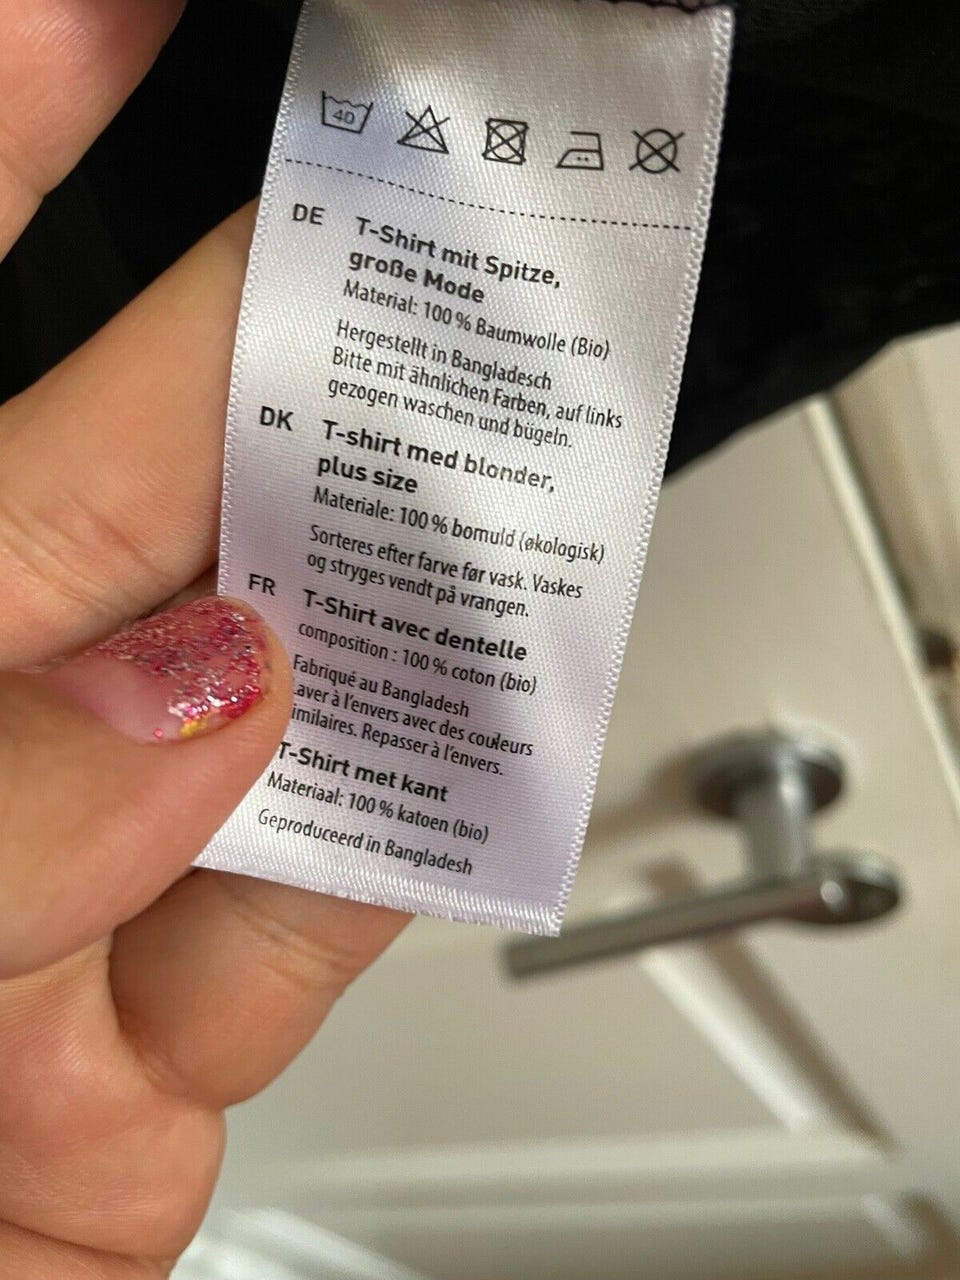 40
DE T-Shirt mit Spitze,
große Mode
Material: 100 % Baumwolle (Bio)
Hergestellt in Bangladesch
Bitte mit ähnlichen Farben, auf links
gezogen waschen und bügeln.
DK T-shirt med blonder,
plus size
Materiale: 100 % bomuld (økologisk)
Sorteres efter farve før vask. Vaskes
og stryges vendt på vrangen.
FR T-Shirt avec dentelle
composition : 100 % coton (bio)
Fabriqué au Bangladesh
aver à l'envers avec des couleurs
imilaires. Repasser à l'envers.
T-Shirt met kant
Materiaal: 100 % katoen (bio)
Geproduceerd in Bangladesh